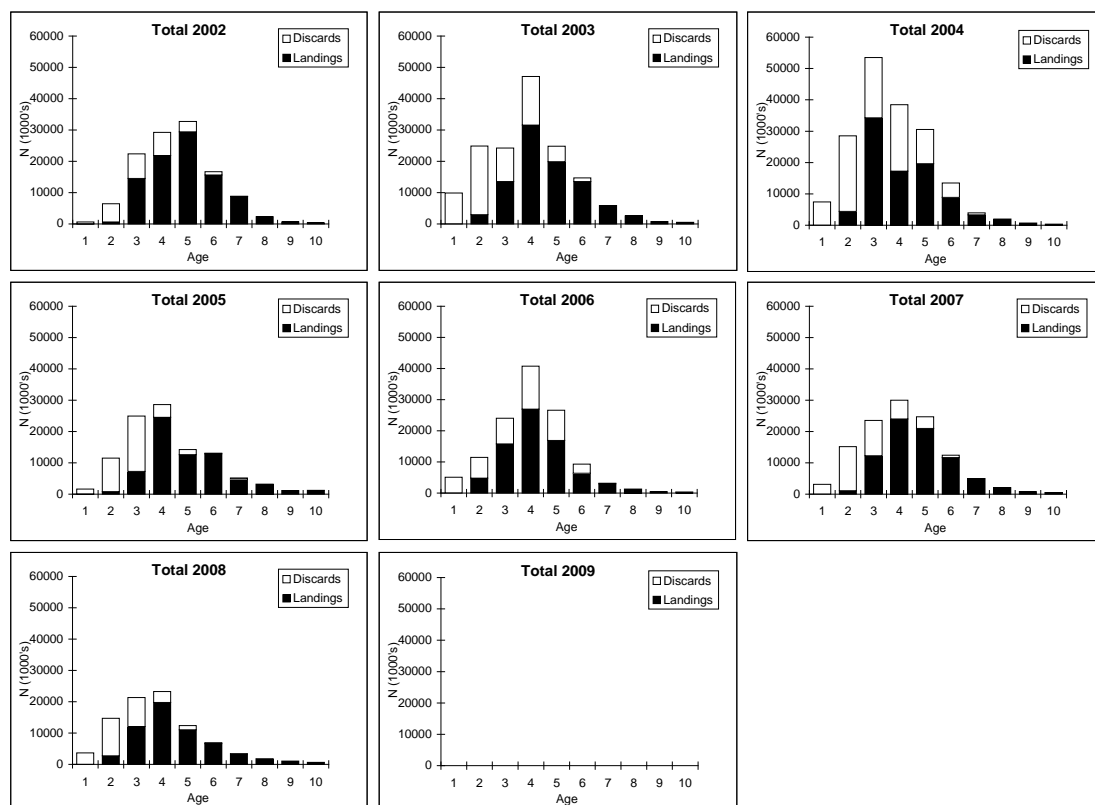 Total 2002
60000
50000
40000
30000
20000
10000
0
N (1000's)
Discards
Landings
1 2 3 4 5 6 7 8 9 10
Age
Total 2003
60000
50000
40000
30000
20000
10000
0
N (1000's)
Discards
Landings
1 2 3 4 5 6 7 8 9 10
Age
Total 2004
60000
50000
40000
30000
20000
10000
0
N (1000's)
Discards
Landings
1 2 3 4 5 6 7 8 9 10
Age
Total 2005
60000
50000
40000
30000
20000
10000
0
N (1000's)
Discards
Landings
1 2 3 4 5 6 7 8 9 10
Age
Total 2006
60000
50000
40000
30000
20000
10000
0
N (1000's)
Discards
Landings
1 2 3 4 5 6 7 8 9 10
Age
Total 2007
60000
50000
40000
30000
20000
10000
0
N (1000's)
Discards
Landings
1 2 3 4 5 6 7 8 9 10
Age
Total 2008
60000
50000
40000
30000
20000
10000
0
N (1000's)
Discards
Landings
1 2 3 4 5 6 7 8 9 10
Age
Total 2009
60000
50000
40000
30000
20000
10000
0
N (1000's)
Discards
Landings
1 2 3 4 5 6 7 8 9 10
Age